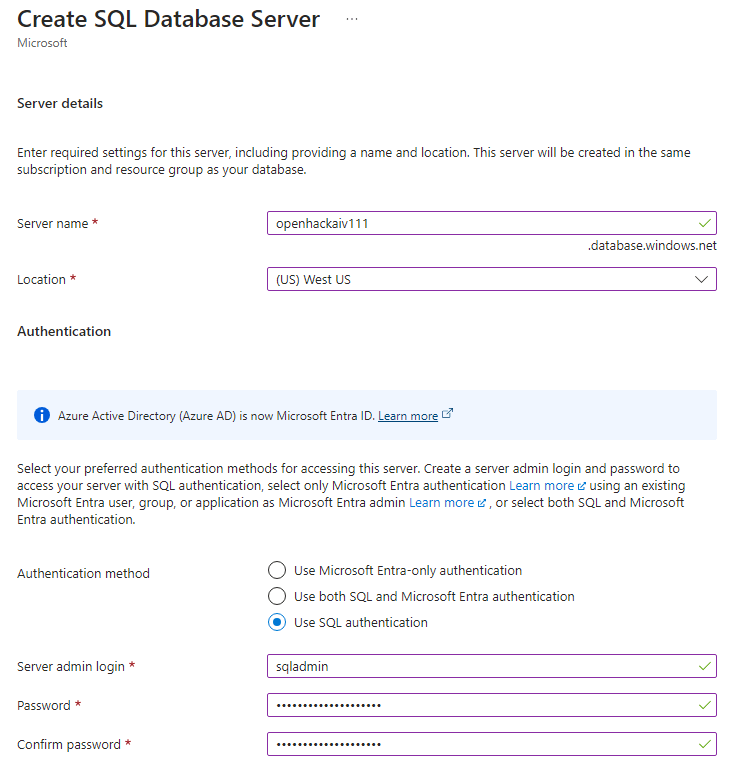 Create SQL Database Server ...
Microsoft
Server details
Enter required settings for this server, including providing a name and location. This server will be created in the same
subscription and resource group as your database.
Server name *
openhackaiv111
.database.windows.net
Location *
(US) West US
Authentication
Azure Active Directory (Azure AD) is now Microsoft Entra ID. Learn more
Select your preferred authentication methods for accessing this server. Create a server admin login and password to
access your server with SQL authentication, select only Microsoft Entra authentication Learn more using an existing
Microsoft Entra user, group, or application as Microsoft Entra admin Learn more , or select both SQL and Microsoft
Entra authentication.
Authentication method
Use Microsoft Entra-only authentication
Use both SQL and Microsoft Entra authentication
Use SQL authentication
Server admin login *
sqladmin
Password *
••••••••••••••••••••
Confirm password *
••••••••••••••••••••